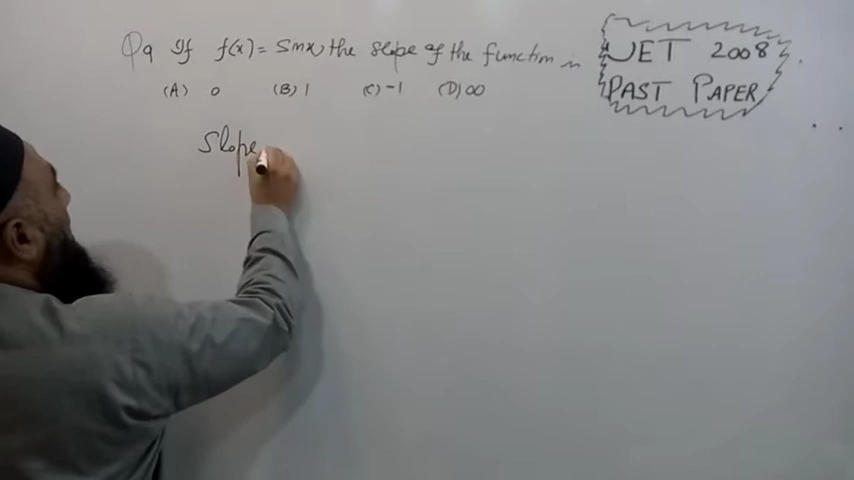 Q9 If f(x) = Sinx the slope of the function is
(A) 0 (B) 1 (C) -1 (D) ∞
UET 2008
PAST PAPER
Slope